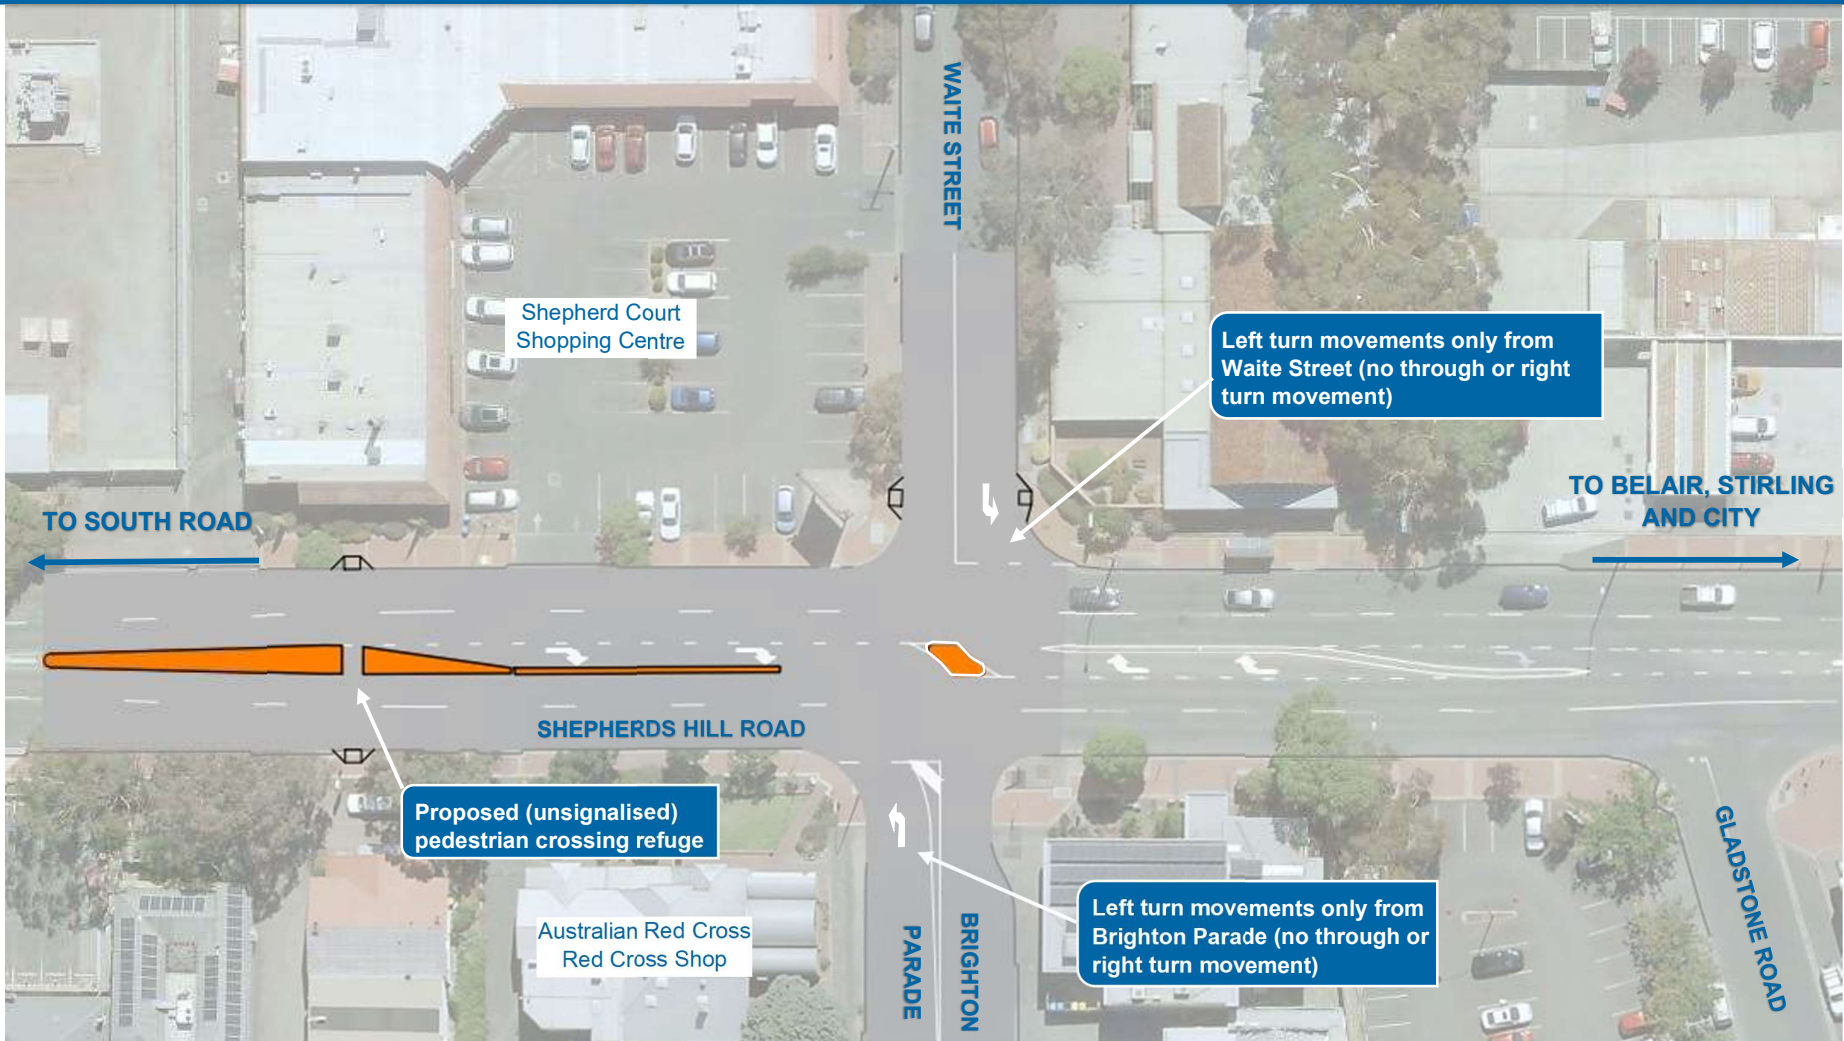 WAITE STREET
Shepherd Court
Shopping Centre
Left turn movements only from
Waite Street (no through or right
turn movement)
TO SOUTH ROAD
TO BELAIR, STIRLING
AND CITY
SHEPHERDS HILL ROAD
Proposed (unsignalised)
pedestrian crossing refuge
GLADSTONE ROAD
Australian Red Cross
Red Cross Shop
BRIGHTON
PARADE
Left turn movements only from
Brighton Parade (no through or
right turn movement)